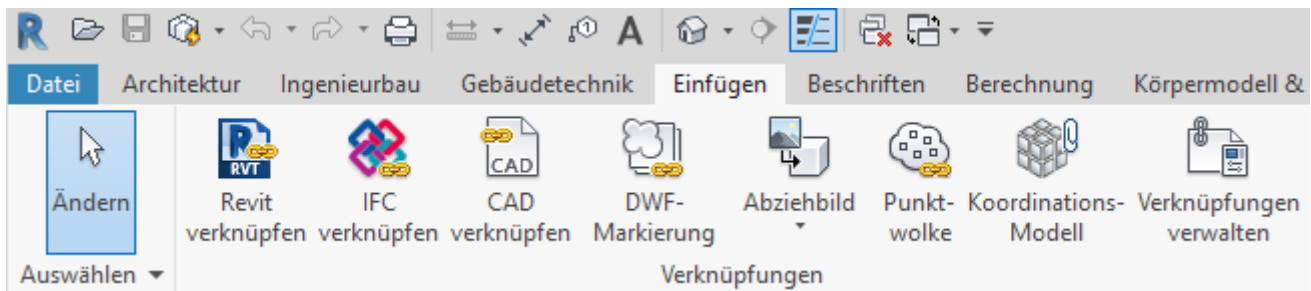 Datei Architektur Ingenieurbau Gebäudetechnik Einfügen Beschriften Berechnung Körpermodell &
RVT CAD
Ändern Revit IFC CAD DWF- Abziehbild Punkt- Koordinations- Verknüpfungen
verknüpfen verknüpfen verknüpfen Markierung wolke Modell verwalten
Auswählen Verknüpfungen